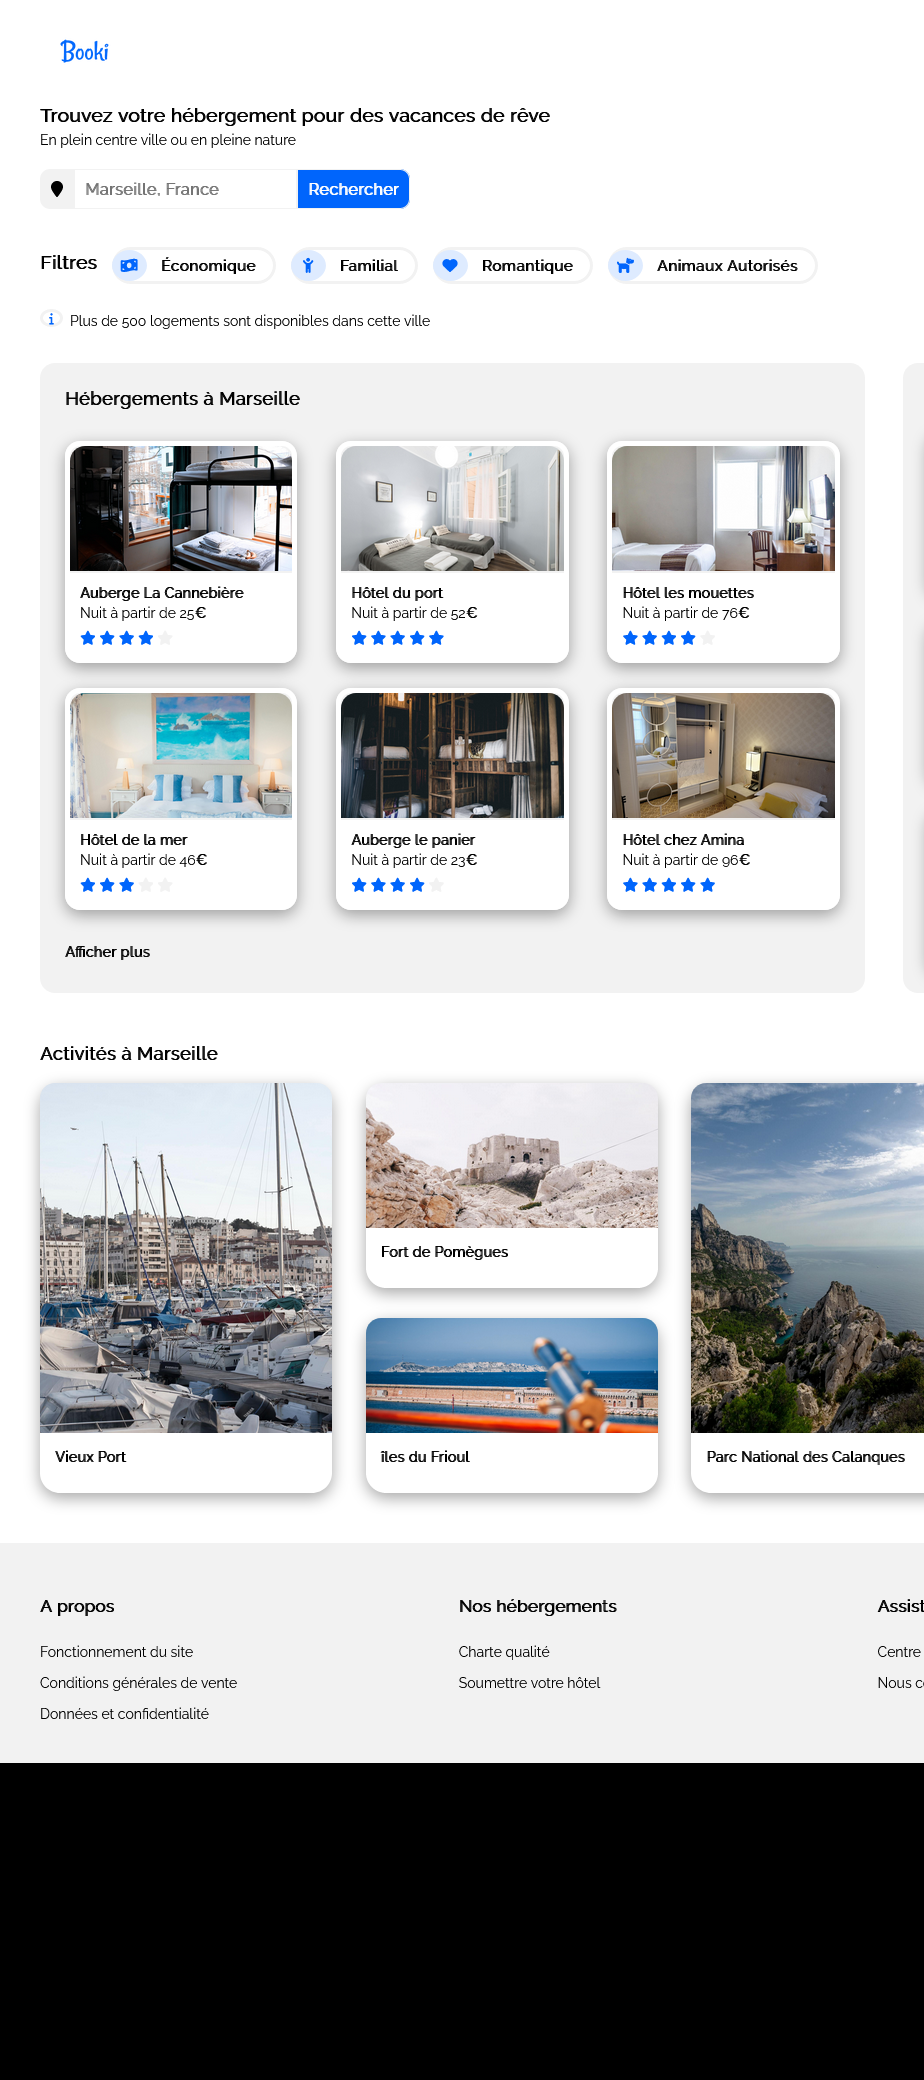 Booki
Trouvez votre hébergement pour des vacances de rêve
En plein centre ville ou en pleine nature
Marseille, France
Rechercher
Filtres
Économique
Familial
Romantique
Animaux Autorisés
Plus de 500 logements sont disponibles dans cette ville
Hébergements à Marseille
Auberge La Cannebière
Nuit à partir de 25€
Hôtel du port
Nuit à partir de 52€
Hôtel les mouettes
Nuit à partir de 76€
Hôtel de la mer
Nuit à partir de 46€
Auberge le panier
Nuit à partir de 23€
Hôtel chez Amina
Nuit à partir de 96€
Afficher plus
Activités à Marseille
Vieux Port
Fort de Pomègues
îles du Frioul
Parc National des Calanques
A propos
Fonctionnement du site
Conditions générales de vente
Données et confidentialité
Nos hébergements
Charte qualité
Soumettre votre hôtel
Assist
Centre
Nous c